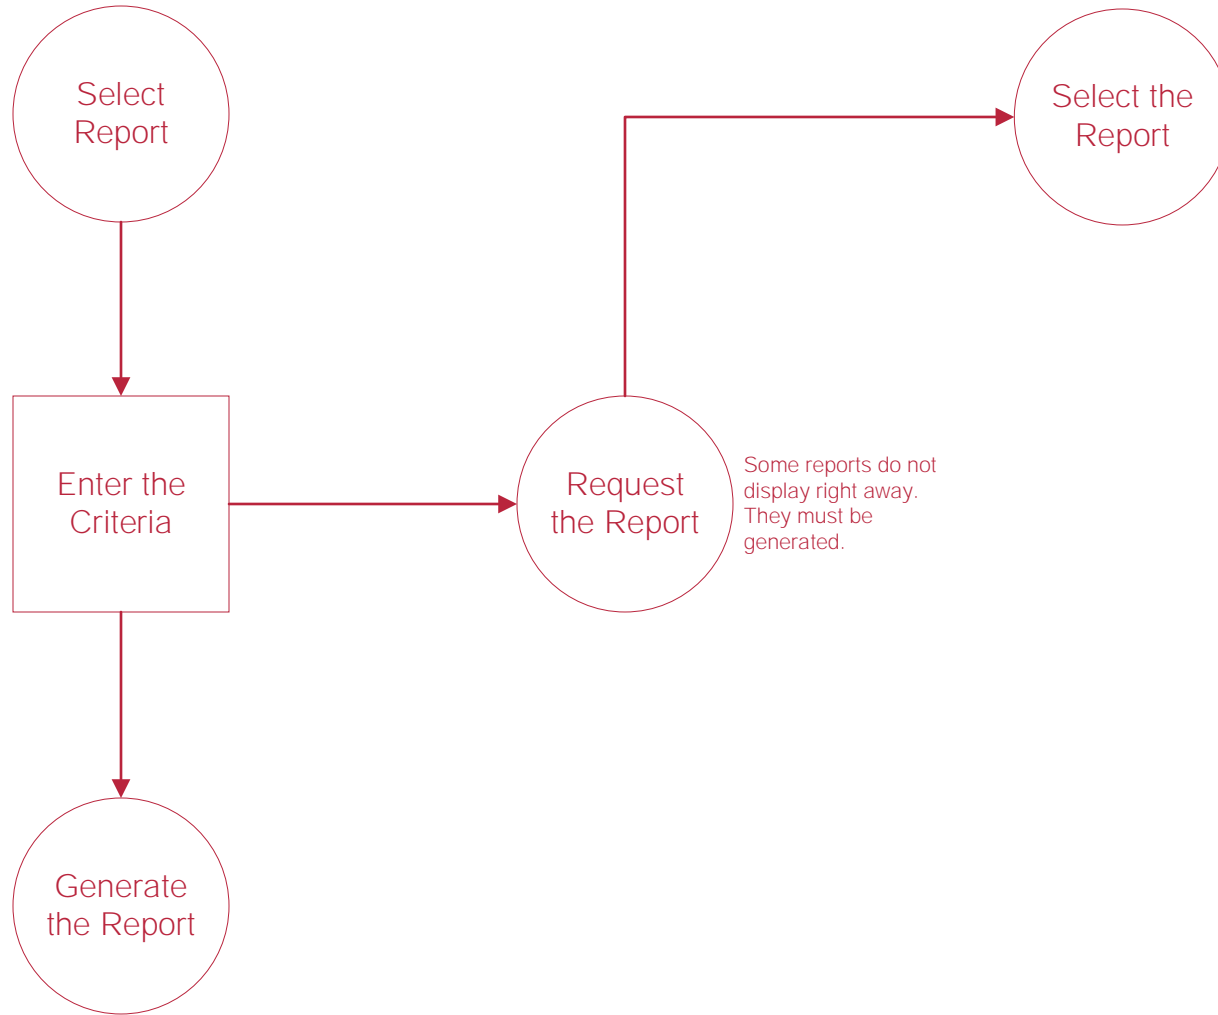 Select
Report
Select the
Report
Enter the
Criteria
Request
the Report
Some reports do not
display right away.
They must be
generated.
Generate
the Report